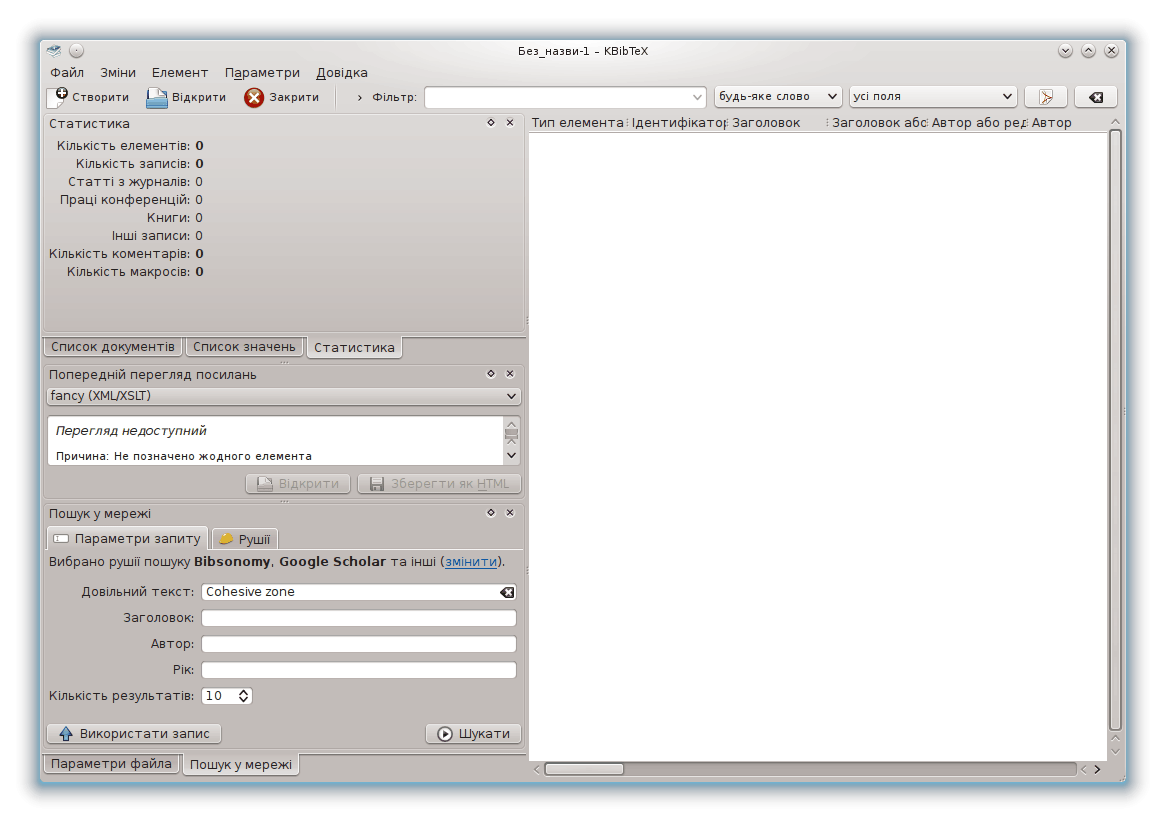 Без_назви-1 – KBibTeX
Файл Зміни Елемент Параметри Довідка
Створити Відкрити Закрити › Фільтр: будь-яке слово усі поля
Статистика
Кількість елементів: 0
Кількість записів: 0
Статті з журналів: 0
Праці конференцій: 0
Книги: 0
Інші записи: 0
Кількість коментарів: 0
Кількість макросів: 0
Список документів Список значень Статистика
Попередній перегляд посилань
fancy (XML/XSLT)
Перегляд недоступний
Причина: Не позначено жодного елемента
Відкрити Зберегти як HTML
Пошук у мережі
Параметри запиту Рушії
Вибрано рушії пошуку Bibsonomy, Google Scholar та інші (змінити).
Довільний текст: Cohesive zone
Заголовок:
Автор:
Рік:
Кількість результатів: 10
Використати запис Шукати
Параметри файла Пошук у мережі
Тип елемента Ідентифікатор Заголовок Заголовок або Автор або ред Автор